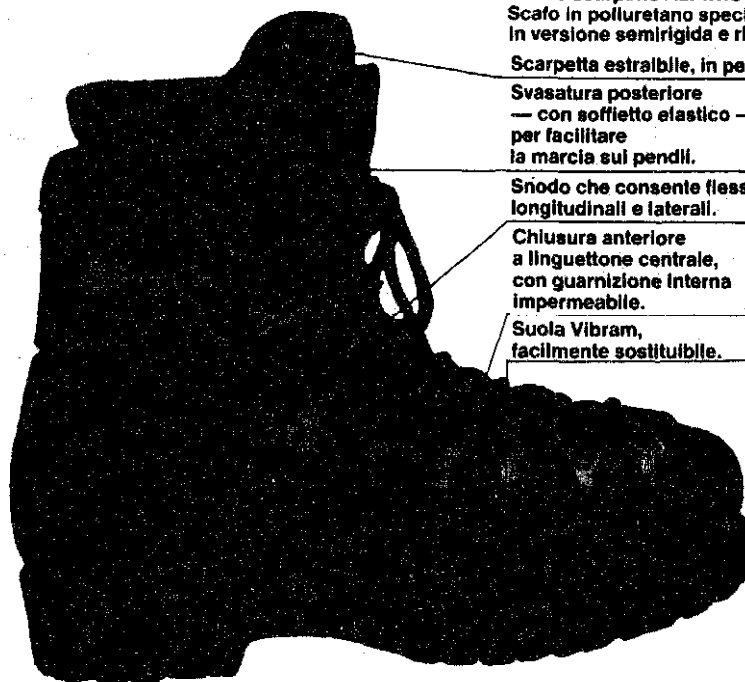 Scafo in poliuretano speci
in versione semirigida e ri
Scarpetta estraibile, in pe
Svasatura posteriore
— con soffietto elastico —
per facilitare
la marcia sui pendii.
Snodo che consente fless
longitudinali e laterali.
Chiusura anteriore
a linguettone centrale,
con guarnizione interna
impermeabile.
Suola Vibram,
facilmente sostituibile.